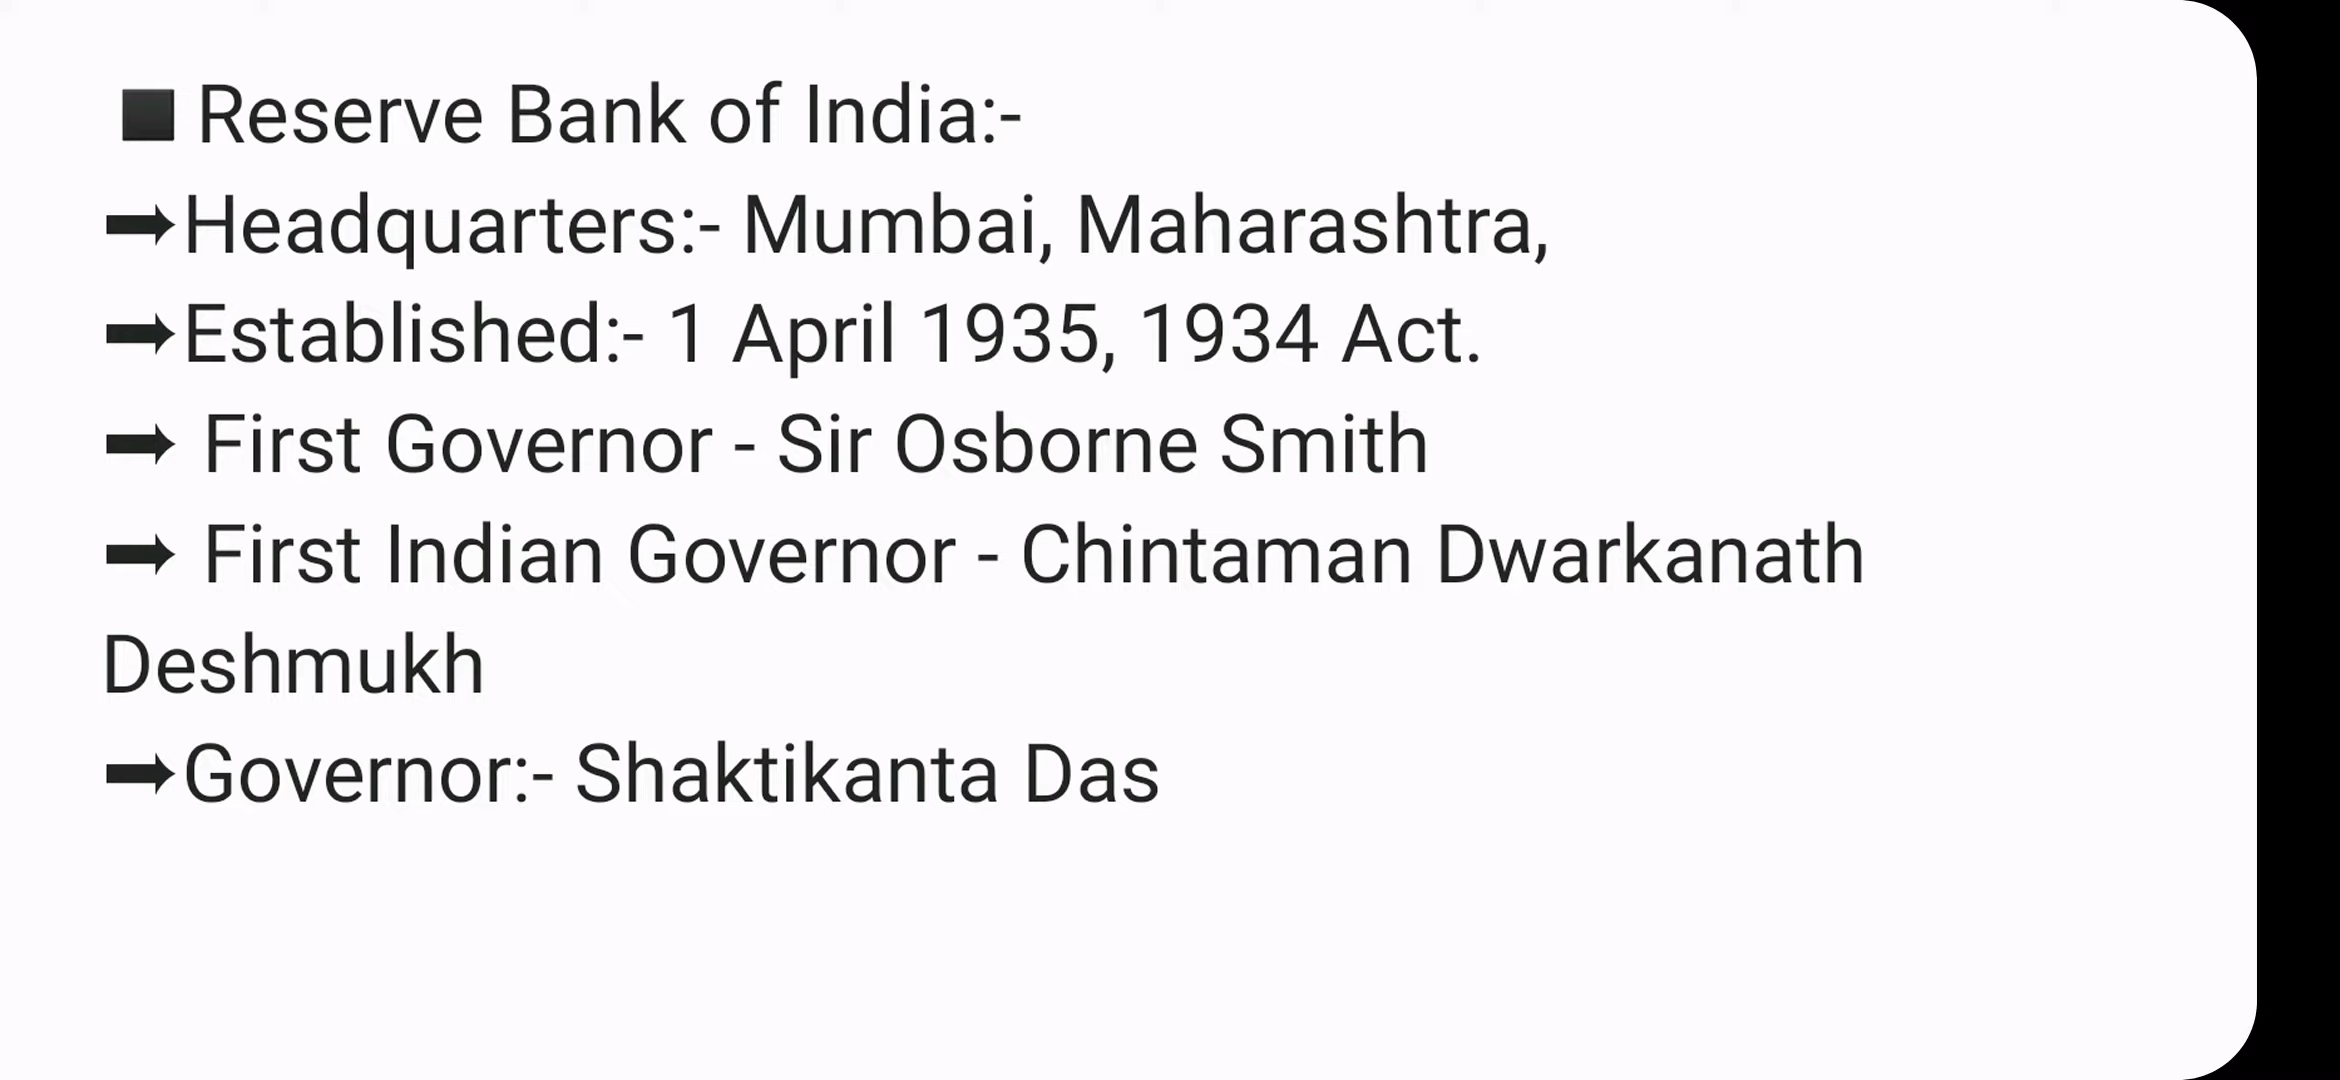 ◼ Reserve Bank of India:-
➡Headquarters:- Mumbai, Maharashtra,
➡Established:- 1 April 1935, 1934 Act.
➡ First Governor - Sir Osborne Smith
➡ First Indian Governor - Chintaman Dwarkanath
Deshmukh
➡Governor:- Shaktikanta Das